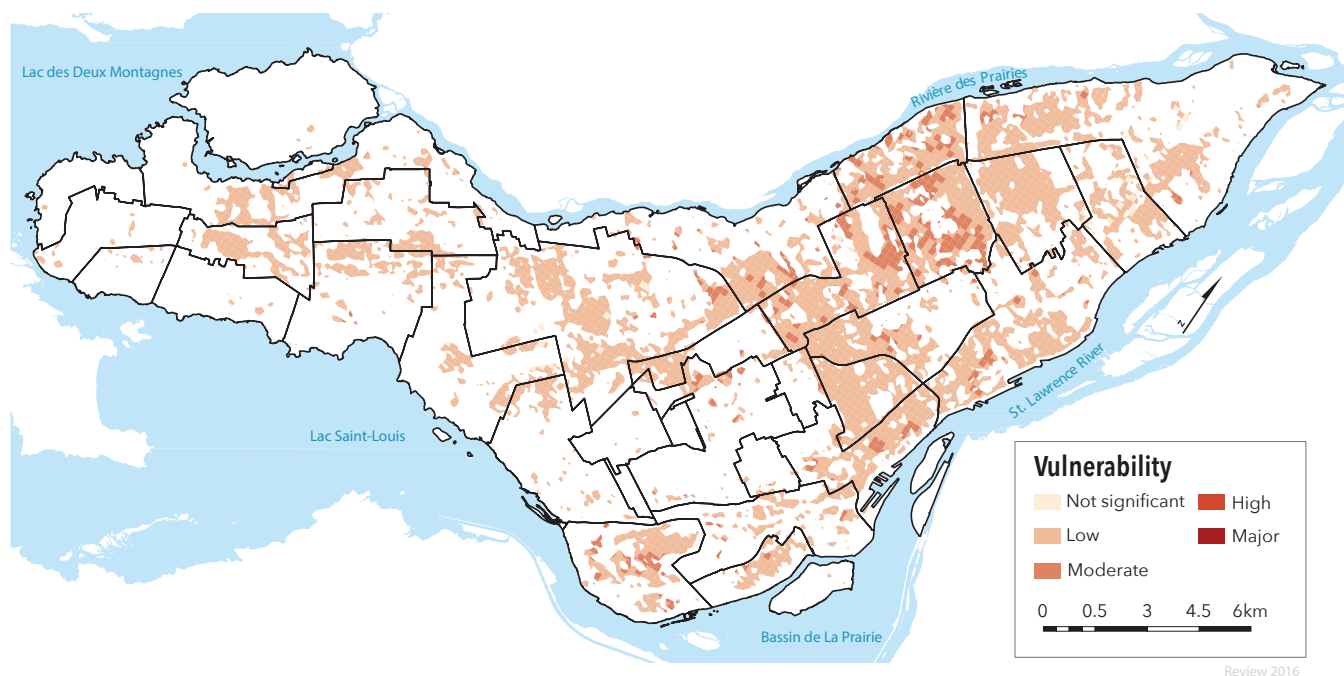 Lac des Deux Montagnes
Rivière des Prairies
N
St. Lawrence River
Lac Saint-Louis
Bassin de La Prairie
Vulnerability
Not significant
High
Low
Major
Moderate
0 0.5 3 4.5 6km
Review 2016